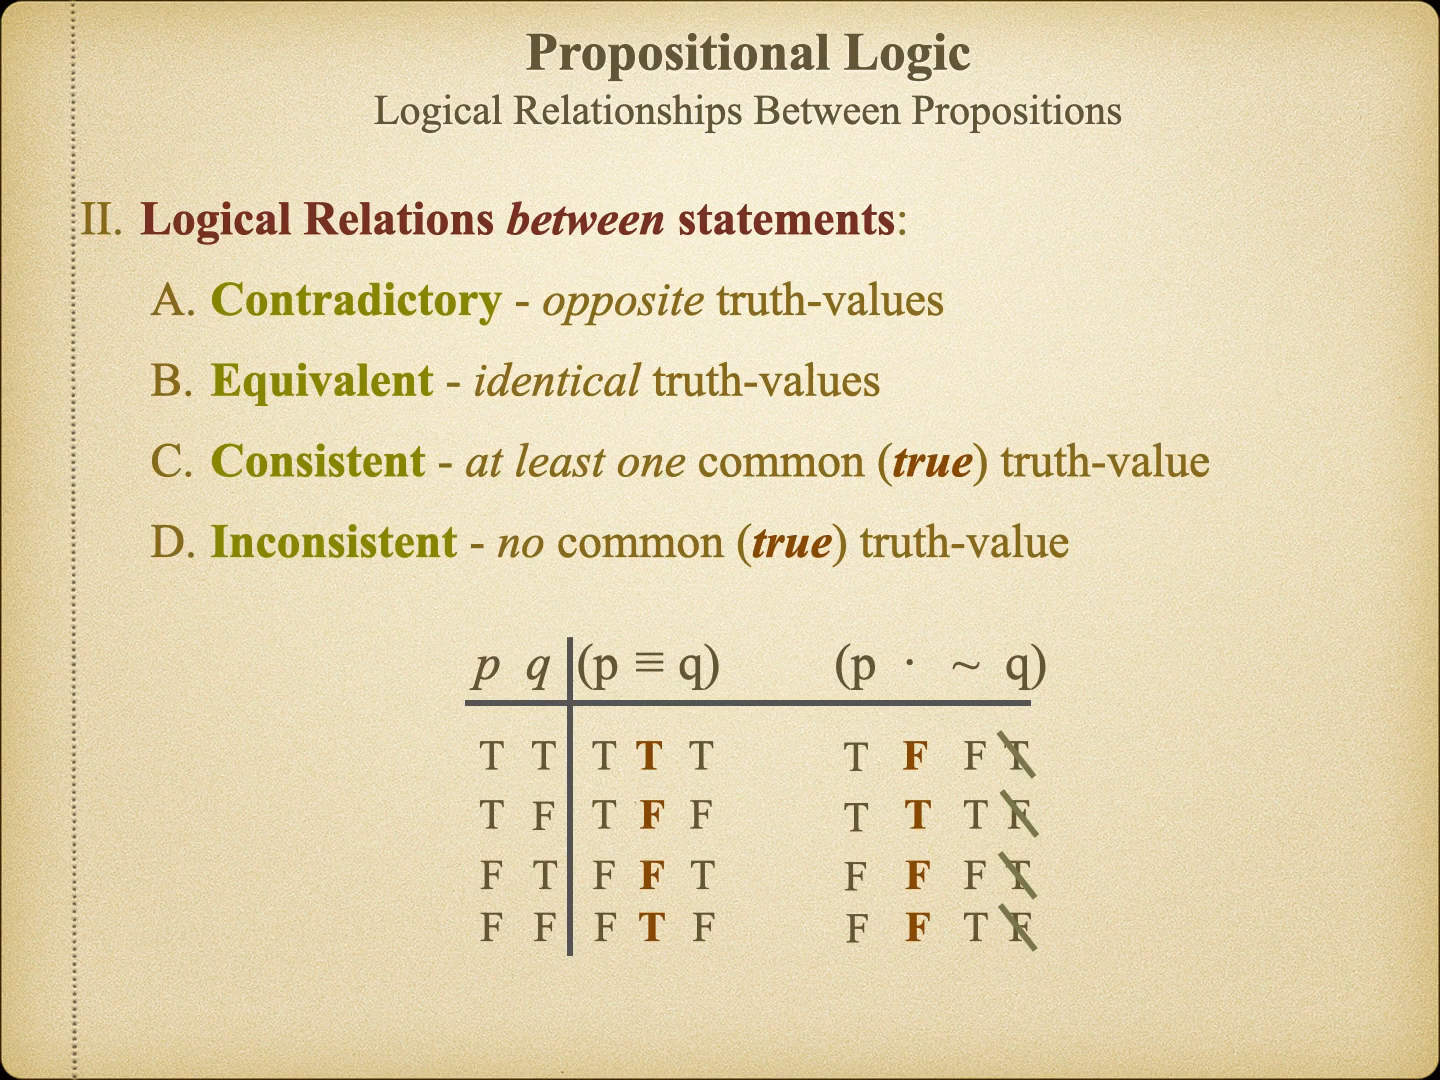 Propositional Logic
Logical Relationships Between Propositions
II. Logical Relations between statements:
A. Contradictory - opposite truth-values
B. Equivalent - identical truth-values
C. Consistent - at least one common (true) truth-value
D. Inconsistent - no common (true) truth-value
p q (p ≡ q) (p · ~ q)
T T T T T T F F T
T F T F F T T T F
F T F F T F F F T
F F F T F F F T F